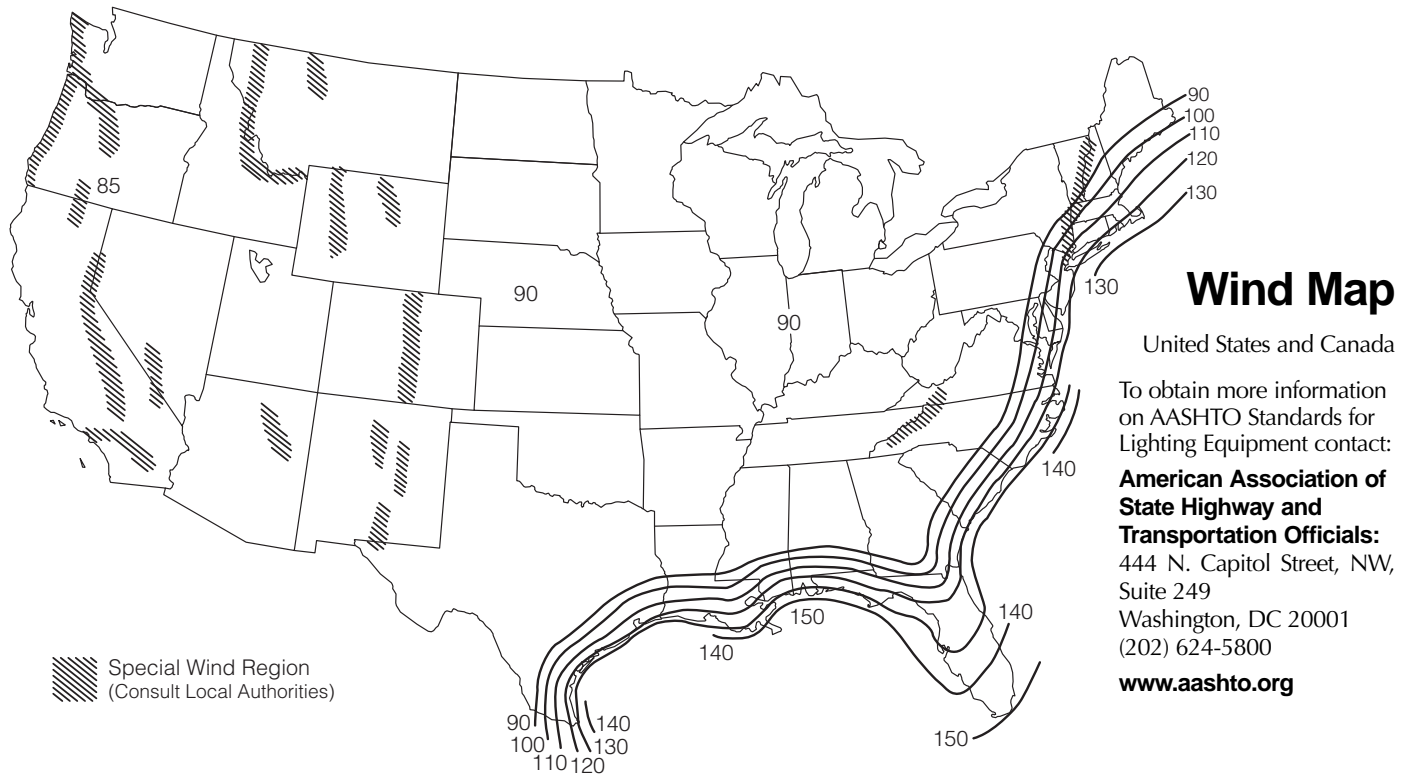 90
100
110
120
130
85
130
90
90
Wind Map
United States and Canada
To obtain more information
on AASHTO Standards for
Lighting Equipment contact:
American Association of
State Highway and
Transportation Officials:
444 N. Capitol Street, NW,
Suite 249
Washington, DC 20001
(202) 624-5800
www.aashto.org
140
150
140
140
Special Wind Region
(Consult Local Authorities)
90
100
110
120
130
140
150